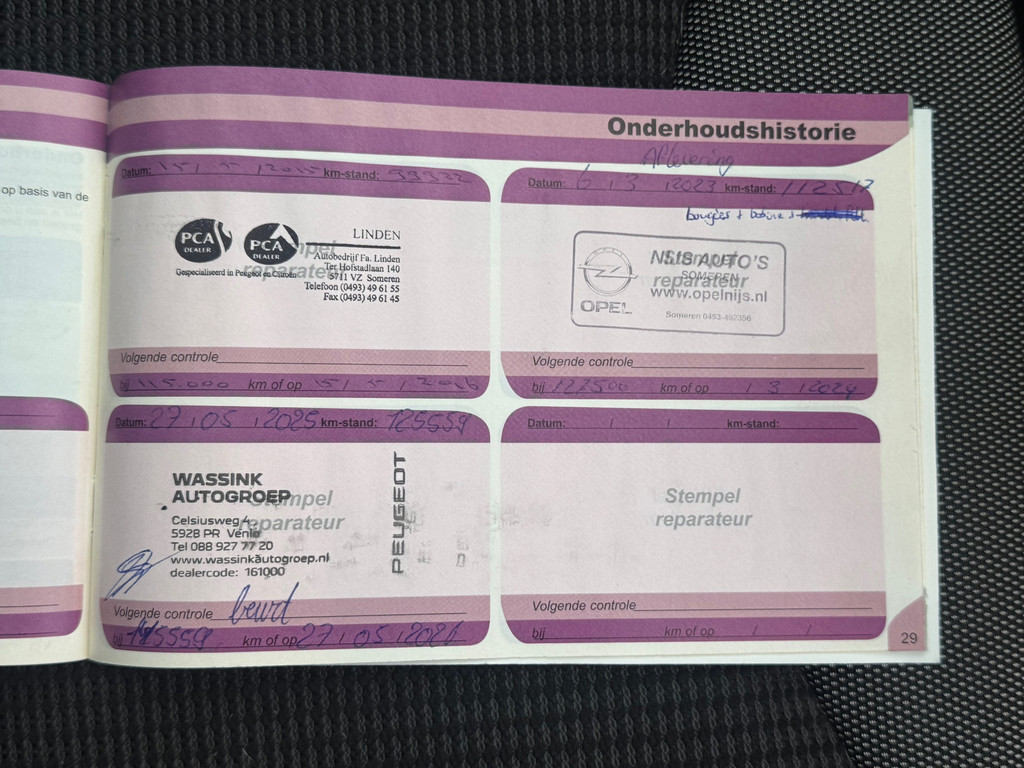 op basis van de
Onderhoudshistorie
Aflevering
Datum: 15 / 5 / 2015 km-stand: 99322
PCA DEALER
PCA DEALER
Gespecialiseerd in Peugeot en Citroën
LINDEN
Autobedrijf Fa. Linden
Ter Hofstadlaan 140
5711 VZ Someren
Telefoon (0493) 49 61 55
Fax (0493) 49 61 45
Stempel
reparateur
Volgende controle
bij 115.000 km of op 15 / 5 / 2016
Datum: 6 / 3 / 2023 km-stand: 112517
bougies + bobine +
OPEL
NIJS AUTO'S
SOMEREN
www.opelnijs.nl
Someren 0493-492356
Stempel
reparateur
Volgende controle
bij 122500 km of op / 3 / 2024
Datum: 27 / 05 / 2025 km-stand: 125559
WASSINK
AUTOGROEP
Celsiusweg 4
5928 PR Venlo
Tel 088 927 77 20
www.wassinkautogroep.nl
dealercode: 161000
Stempel
reparateur
PEUGEOT
Volgende controle beurt
bij 145559 km of op 27 / 05 / 2026
Datum: / / km-stand:
Stempel
reparateur
Volgende controle
bij km of op / /
29